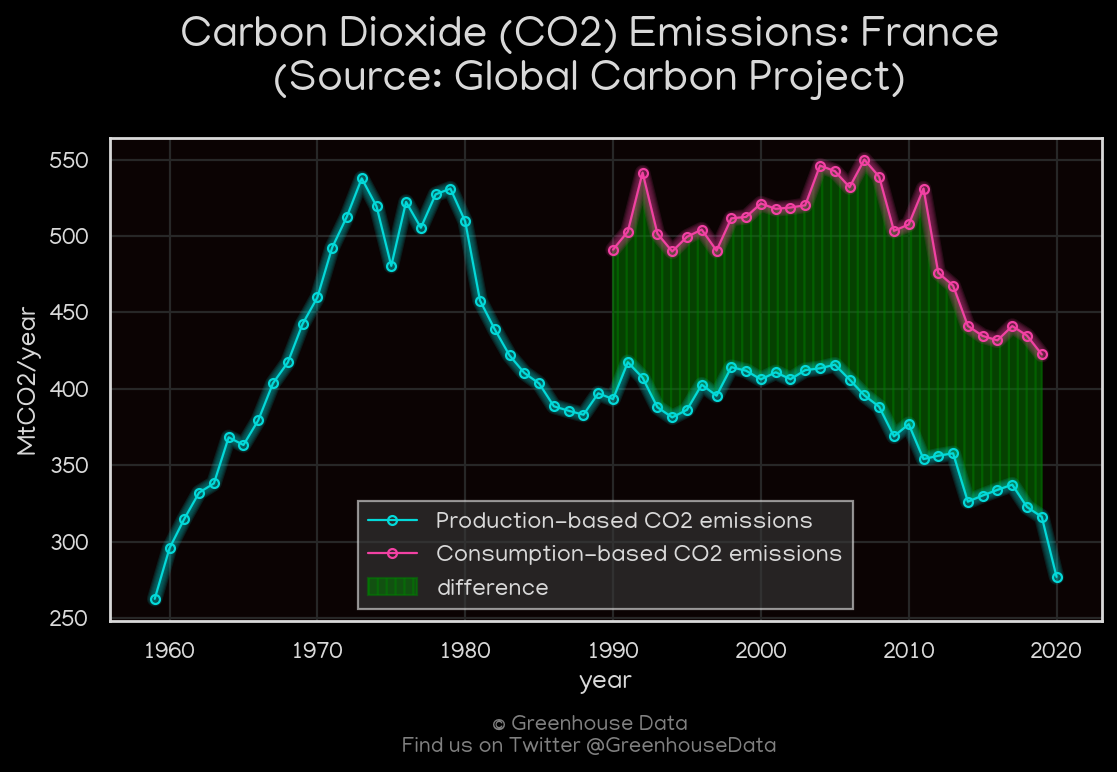 Carbon Dioxide (CO2) Emissions: France
(Source: Global Carbon Project)
550
500
450
400
350
300
250
MtCO2/year
Production-based CO2 emissions
Consumption-based CO2 emissions
difference
1960 1970 1980 1990 2000 2010 2020
year
© Greenhouse Data
Find us on Twitter @GreenhouseData